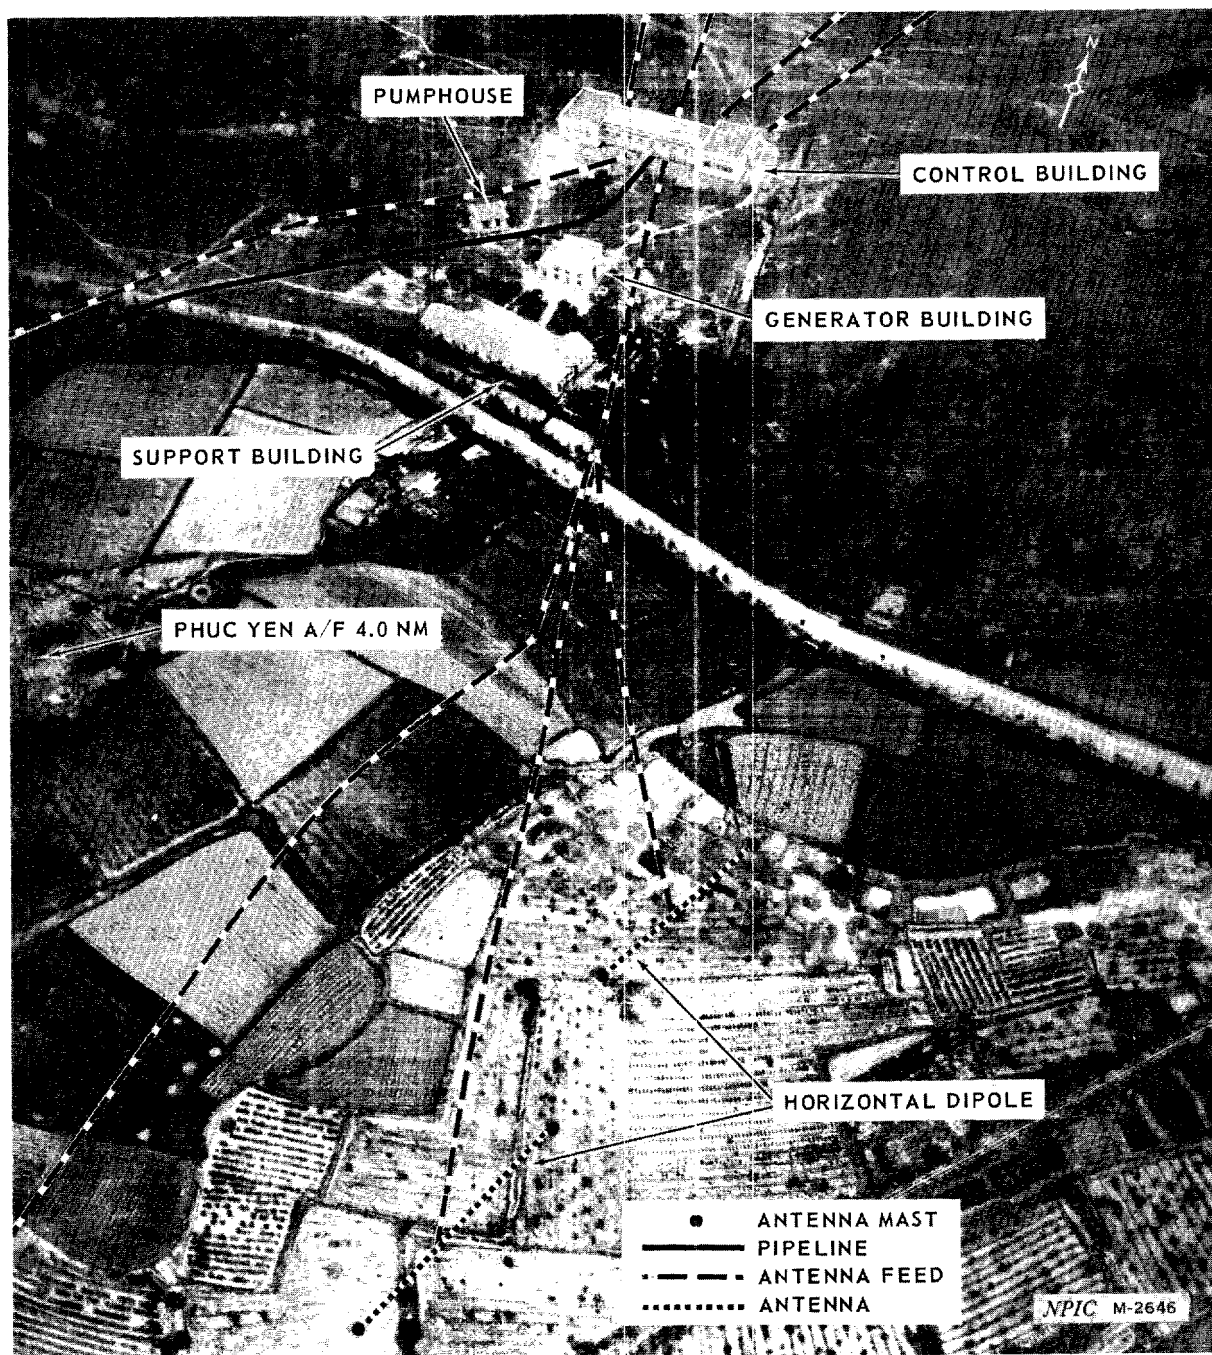 N
PUMPHOUSE
CONTROL BUILDING
GENERATOR BUILDING
SUPPORT BUILDING
PHUC YEN A/F 4.0 NM
HORIZONTAL DIPOLE
ANTENNA MAST
PIPELINE
ANTENNA FEED
ANTENNA
NPIC M-2646